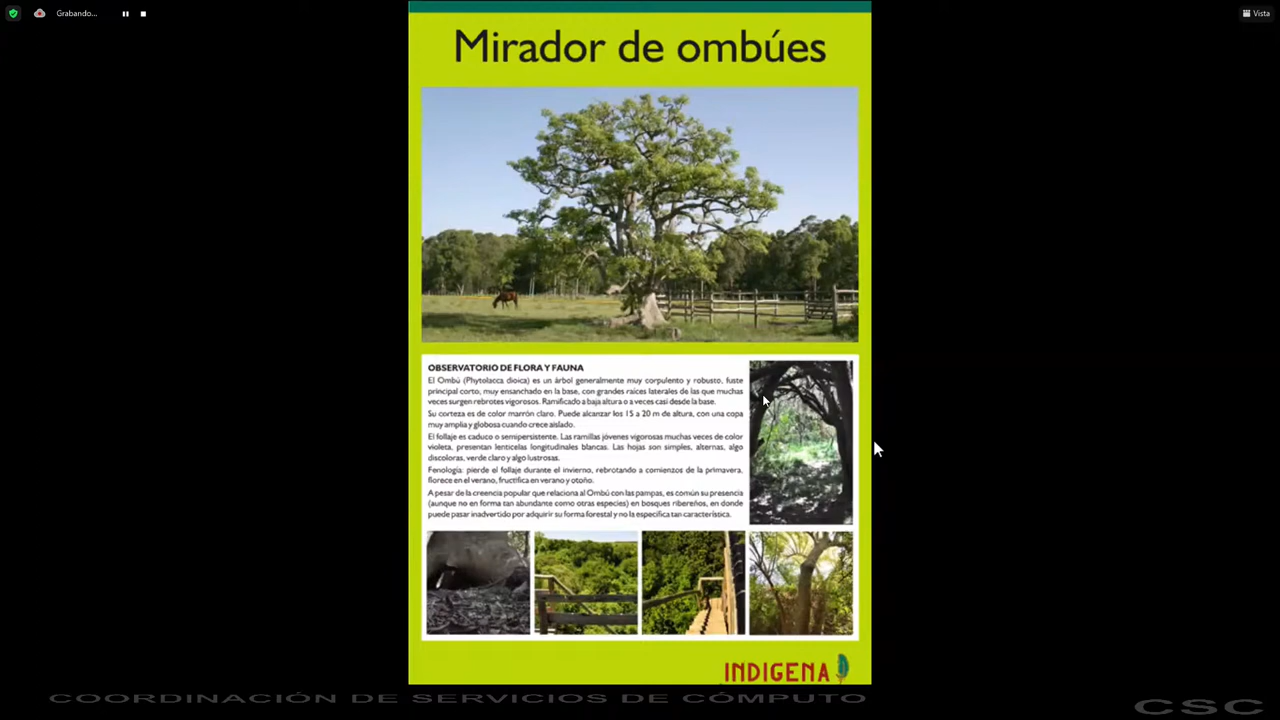 Grabando...
Vista
Mirador de ombúes
OBSERVATORIO DE FLORA Y FAUNA
El Ombú (Phytolacca dioica) es un árbol generalmente muy corpulento y robusto, fuste
principal corto, muy ensanchado en la base, con grandes raíces laterales de las que muchas
veces surgen rebrotes vigorosos. Ramificado a baja altura o a veces casi desde la base.
Su corteza es de color marrón claro. Puede alcanzar los 15 a 20 m de altura, con una copa
muy amplia y globosa cuando crece aislado.
El follaje es caduco o semipersistente. Las ramillas jóvenes vigorosas muchas veces de color
violeta, presentan lenticelas longitudinales blancas. Las hojas son simples, alternas, algo
discoloras, verde claro y algo lustrosas.
Fenología: pierde el follaje durante el invierno, rebrotando a comienzos de la primavera,
florece en el verano, fructifica en verano y otoño.
A pesar de la creencia popular que relaciona al Ombú con las pampas, es común su presencia
(aunque no en forma tan abundante como otras especies) en bosques ribereños, en donde
puede pasar inadvertido por adquirir su forma forestal y no la específica tan característica.
INDIGENA
COORDINACIÓN DE SERVICIOS DE CÓMPUTO
CSC